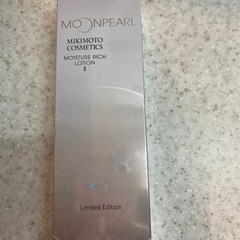 MOONPEARL
MIKIMOTO
COSMETICS
MOISTURE RICH
LOTION
II
Limited Edition